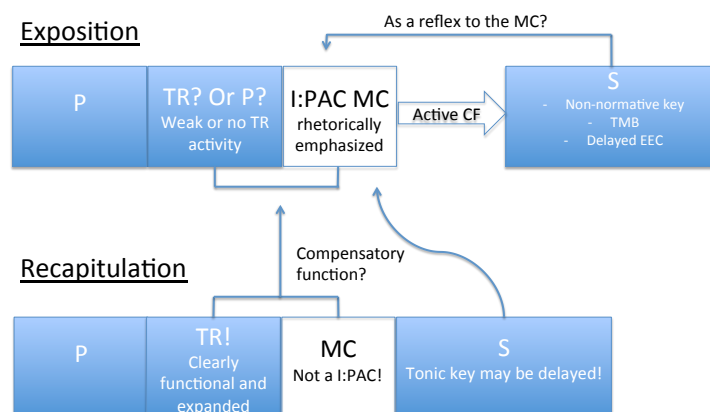 As a reflex to the MC?
Exposition
P
TR? Or P?
Weak or no TR
activity
I:PAC MC
rhetorically
emphasized
Active CF
S
- Non-normative key
- TMB
- Delayed EEC
Compensatory
function?
Recapitulation
P
TR!
Clearly
functional and
expanded
MC
Not a I:PAC!
S
Tonic key may be delayed!